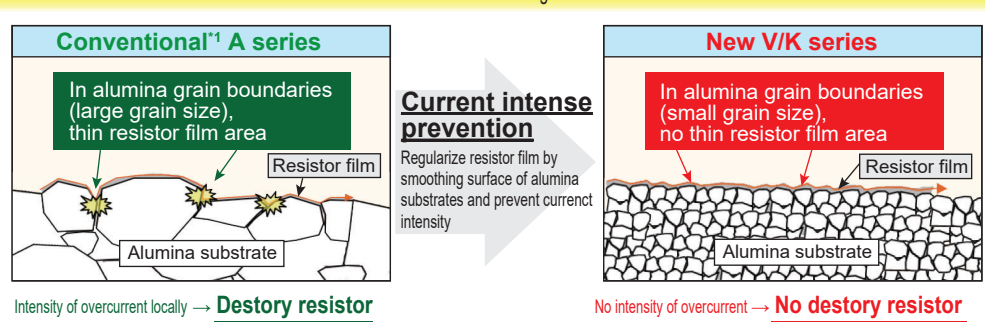 Conventional*1 A series
In alumina grain boundaries
(large grain size),
thin resistor film area
Resistor film
Alumina substrate
Intensity of overcurrent locally → Destory resistor
Current intense
prevention
Regularize resistor film by
smoothing surface of alumina
substrates and prevent currenct
intensity
New V/K series
In alumina grain boundaries
(small grain size),
no thin resistor film area
Resistor film
Alumina substrate
No intensity of overcurrent → No destory resistor